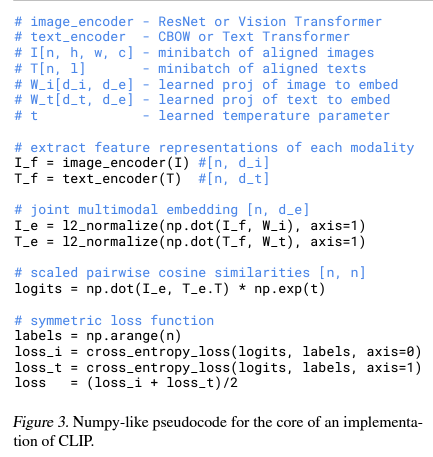 # image_encoder - ResNet or Vision Transformer
# text_encoder  - CBOW or Text Transformer
# I[n, h, w, c] - minibatch of aligned images
# T[n, l]       - minibatch of aligned texts
# W_i[d_i, d_e] - learned proj of image to embed
# W_t[d_t, d_e] - learned proj of text to embed
# t             - learned temperature parameter
# extract feature representations of each modality
I_f = image_encoder(I) #[n, d_i]
T_f = text_encoder(T)  #[n, d_t]
# joint multimodal embedding [n, d_e]
I_e = l2_normalize(np.dot(I_f, W_i), axis=1)
T_e = l2_normalize(np.dot(T_f, W_t), axis=1)
# scaled pairwise cosine similarities [n, n]
logits = np.dot(I_e, T_e.T) * np.exp(t)
# symmetric loss function
labels = np.arange(n)
loss_i = cross_entropy_loss(logits, labels, axis=0)
loss_t = cross_entropy_loss(logits, labels, axis=1)
loss   = (loss_i + loss_t)/2
Figure 3. Numpy-like pseudocode for the core of an implementa-
tion of CLIP.